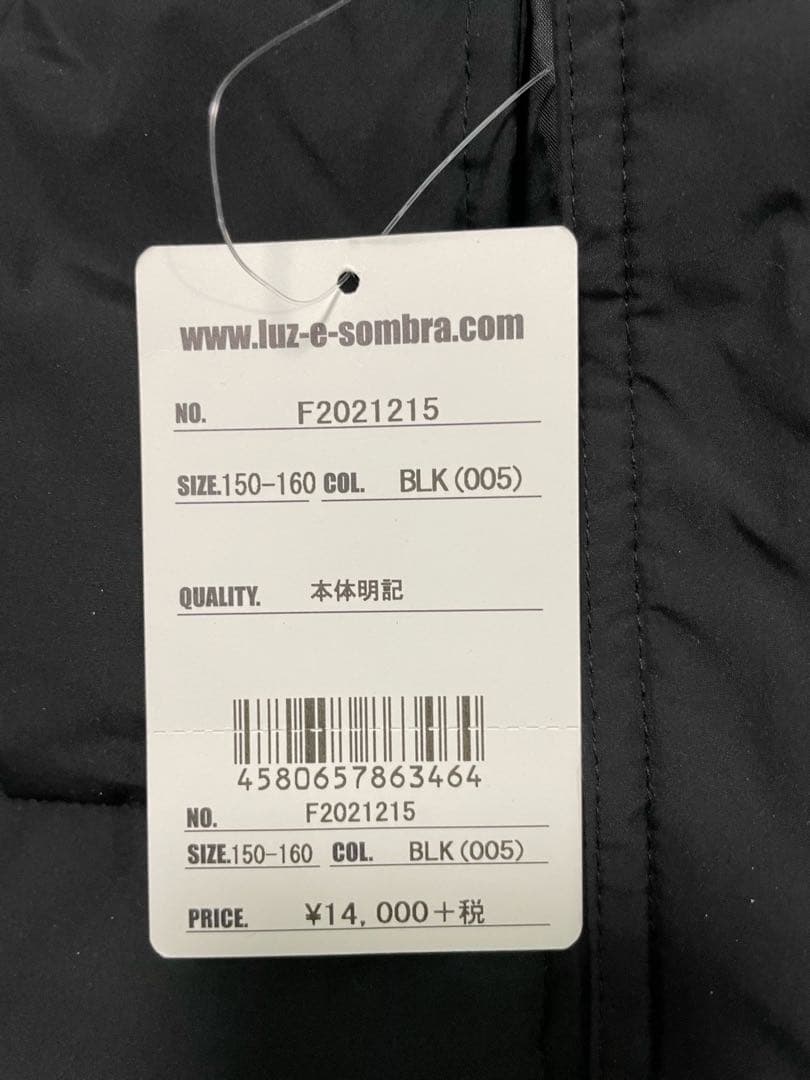 www.luz-e-sombra.com
NO. F2021215
SIZE.150-160 COL. BLK(005)
QUALITY. 本体明記
4580657863464
NO. F2021215
SIZE.150-160 COL. BLK(005)
PRICE. ¥14,000+税